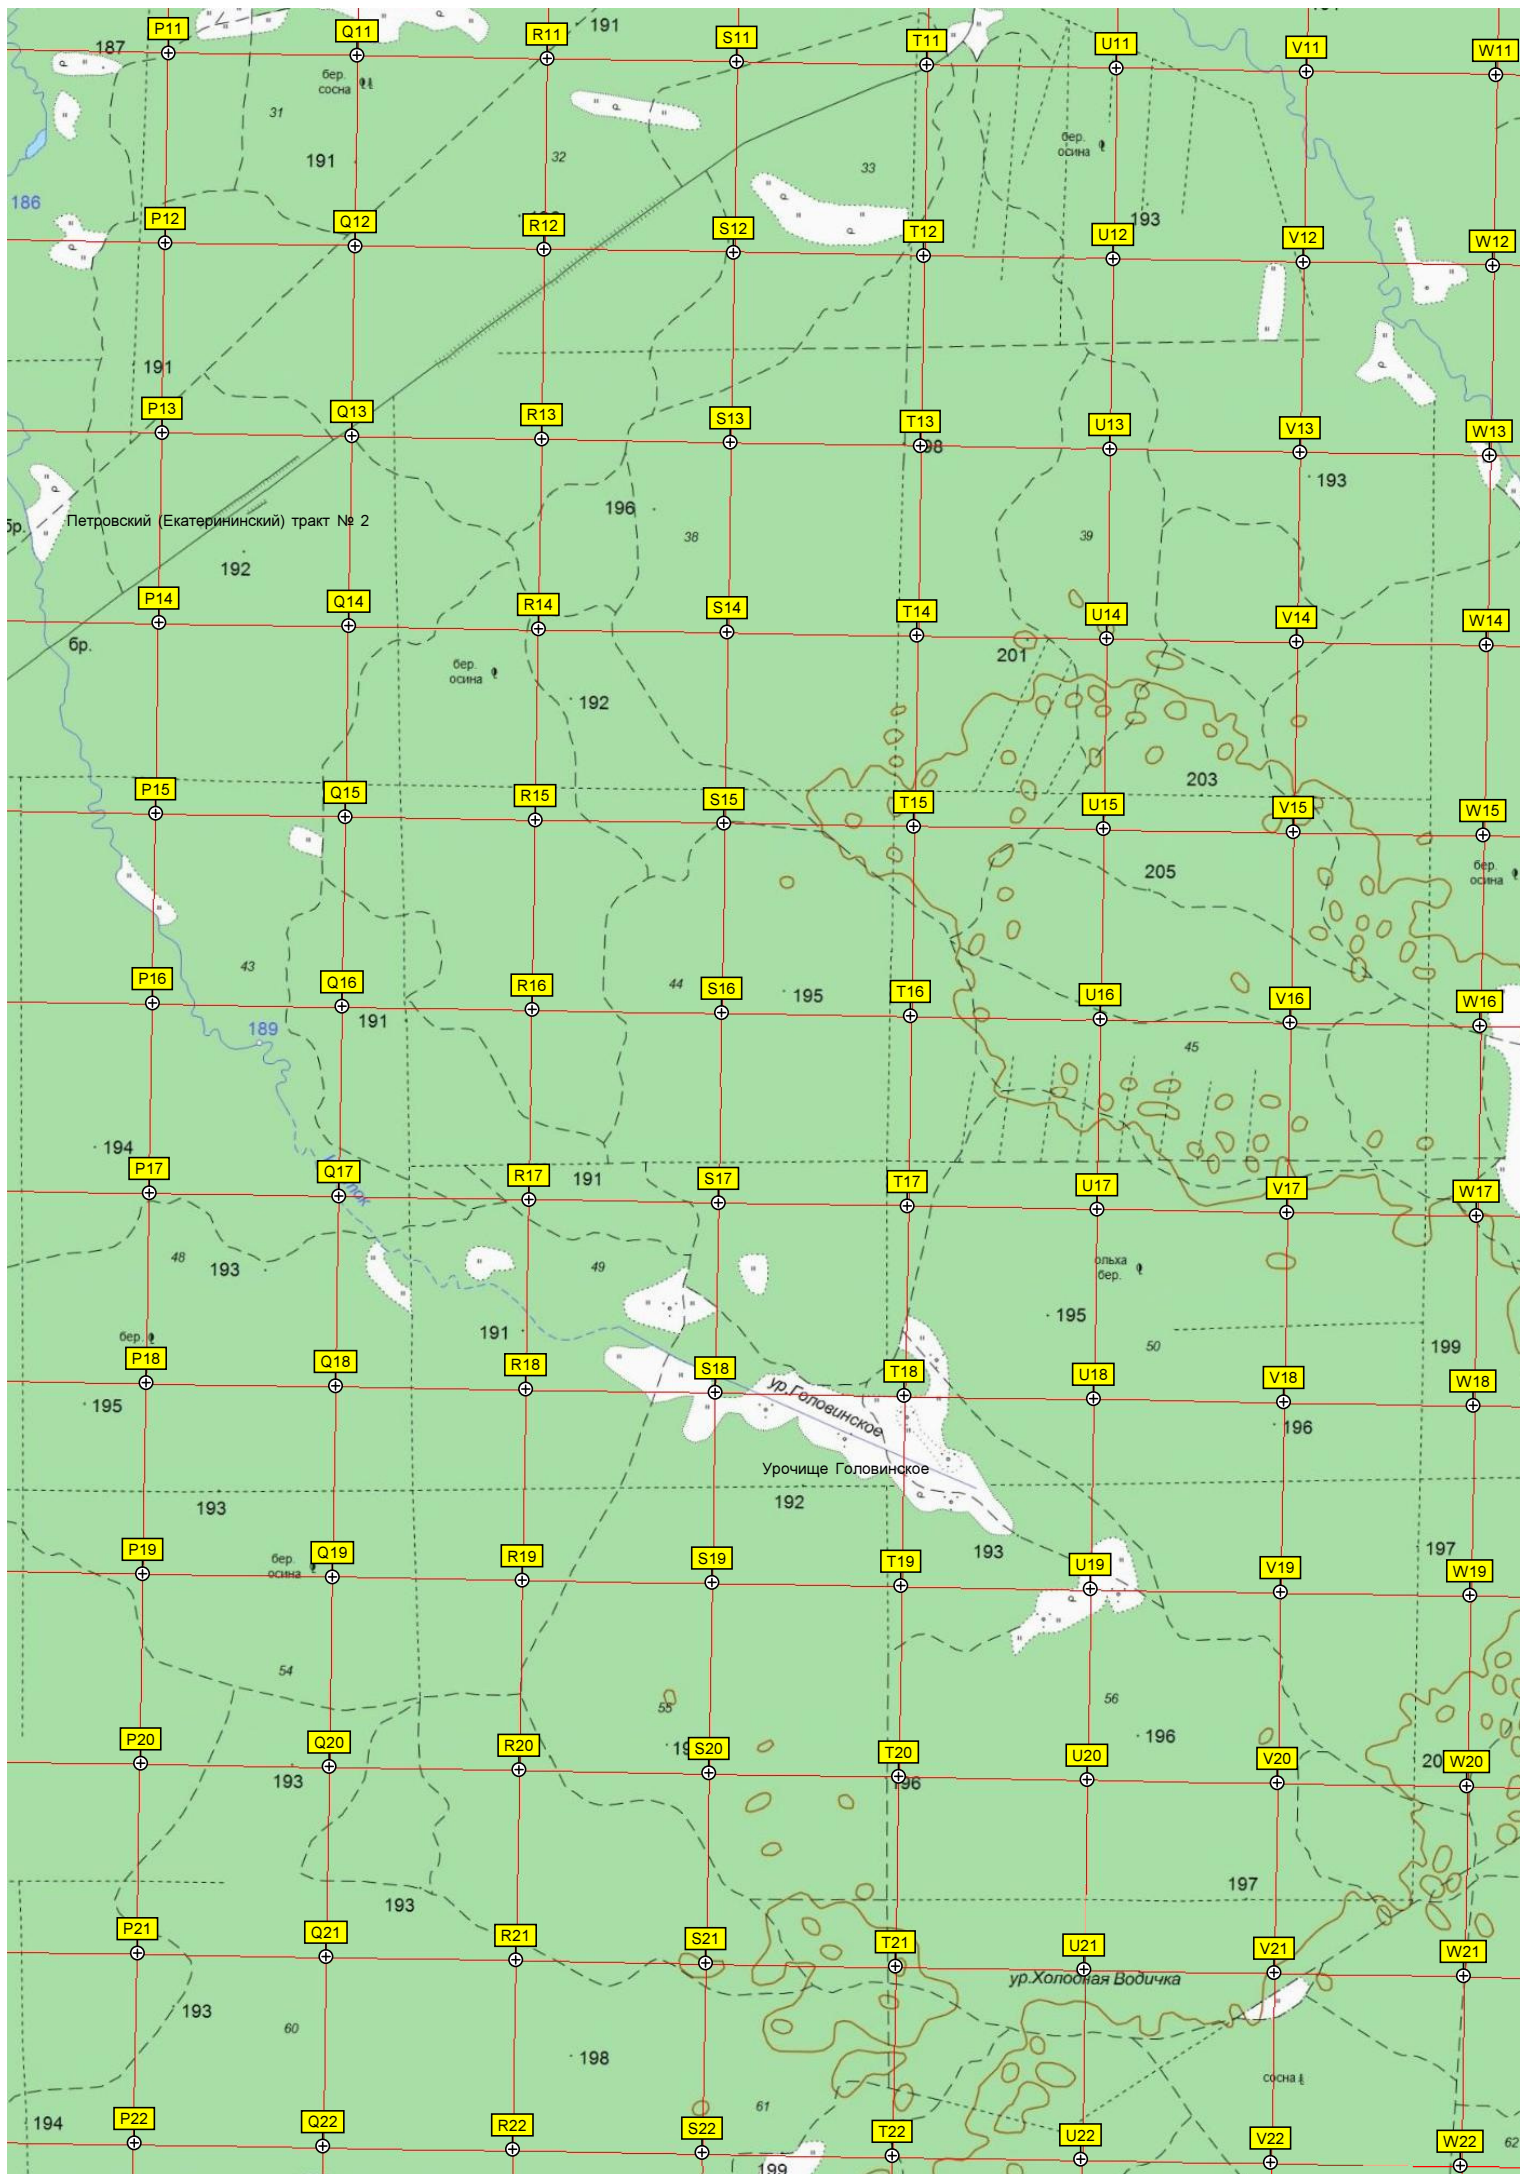 P11 Q11 R11 191 S11 T11 U11 V11 W11
187
бер.
сосна
31
бер.
осина
191
32
33
186
P12 Q12 R12 S12 T12 U12 193 V12 W12
191
P13 Q13 R13 S13 T13 U13 V13 W13
98
193
196
Петровский (Екатерининский) тракт № 2
бр.
38
39
192
P14 Q14 R14 S14 T14 U14 V14 W14
бр.
201
бер.
осина
192
203
P15 Q15 R15 S15 T15 U15 V15 W15
205
бер.
осина
43
P16 Q16 R16 44 S16 195 T16 U16 V16 W16
189
191
45
194
P17 Q17 R17 191 S17 T17 U17 V17 W17
ток
48
193
49
ольха
бер.
191
195
бер.
50
199
P18 Q18 R18 S18 T18 U18 V18 W18
195
ур.Головинское
196
Урочище Головинское
193
192
193
197
P19 Q19 R19 S19 T19 U19 V19 W19
бер.
осина
54
55
56
196
P20 Q20 R20 S20 T20 U20 V20 20 W20
193
96
193
197
P21 Q21 R21 S21 T21 U21 V21 W21
ур.Холодная Водичка
193
60
198
сосна
61
194
P22 Q22 R22 S22 T22 U22 V22 W22
62
199